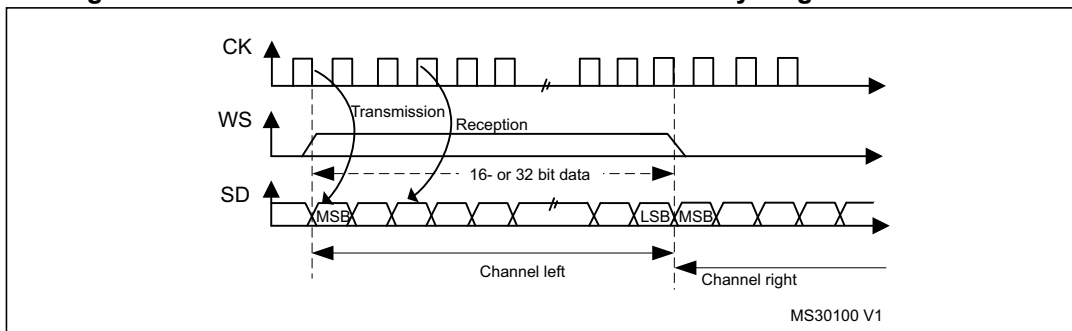 CK
Transmission
Reception
WS
16- or 32 bit data
SD
MSB
LSB
MSB
Channel left
Channel right
MS30100 V1